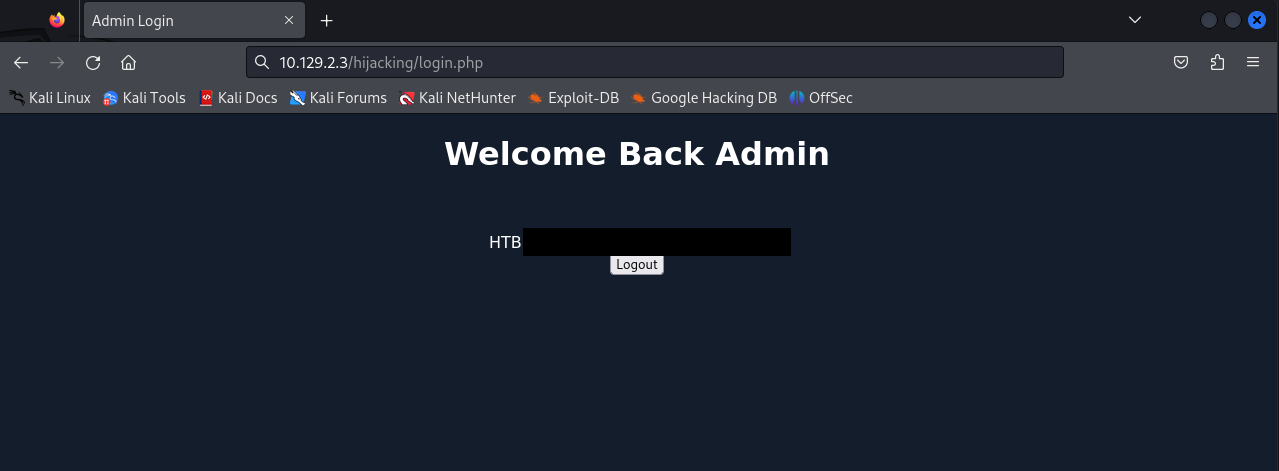 Admin Login
10.129.2.3/hijacking/login.php
Kali Linux Kali Tools Kali Docs Kali Forums Kali NetHunter Exploit-DB Google Hacking DB OffSec
Welcome Back Admin
HTB
Logout